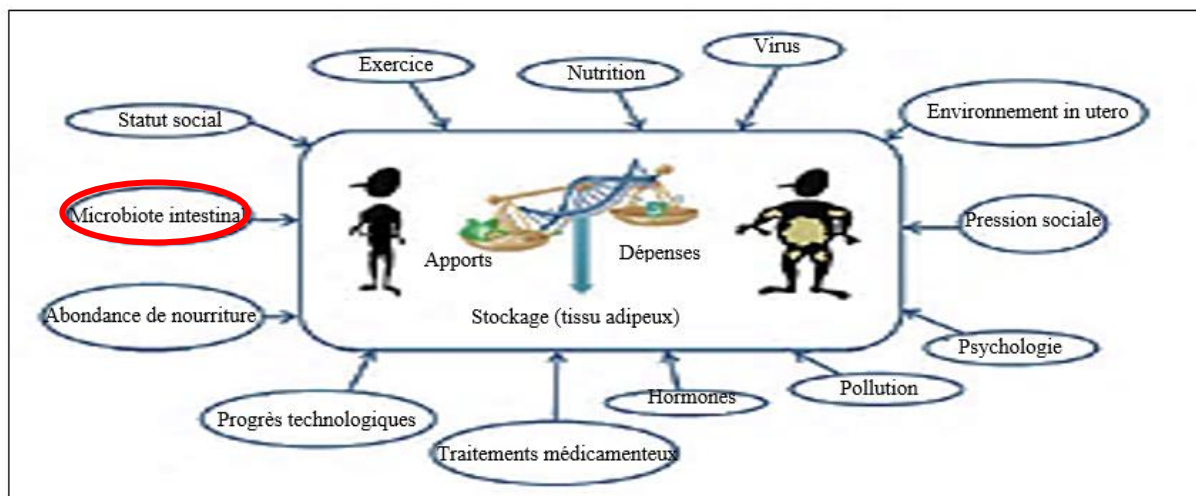 Virus
Exercice
Nutrition
Statut social
Environnement in utero
Microbiote intestinal
Pression sociale
Apports
Dépenses
Abondance de nourriture
Stockage (tissu adipeux)
Psychologie
Pollution
Hormones
Progrès technologiques
Traitements médicamenteux